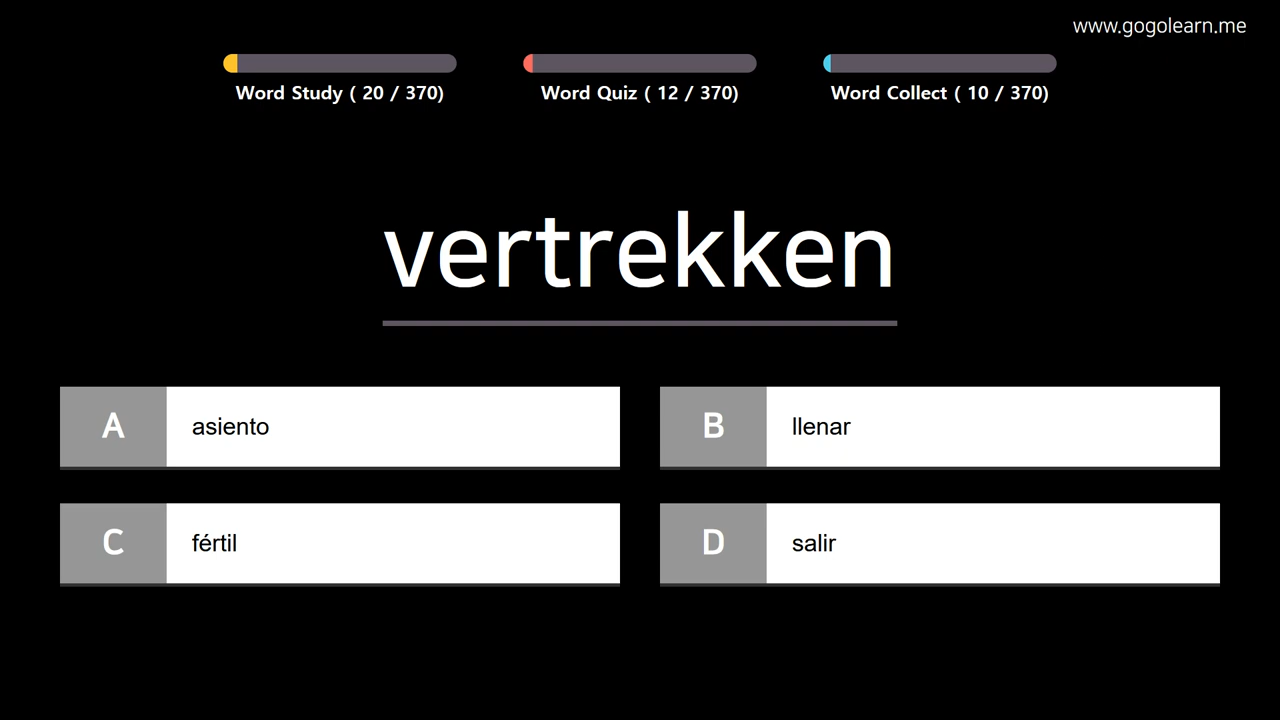 www.gogolearn.me
Word Study ( 20 / 370)
Word Quiz ( 12 / 370)
Word Collect ( 10 / 370)
vertrekken
A asiento
B llenar
C fértil
D salir